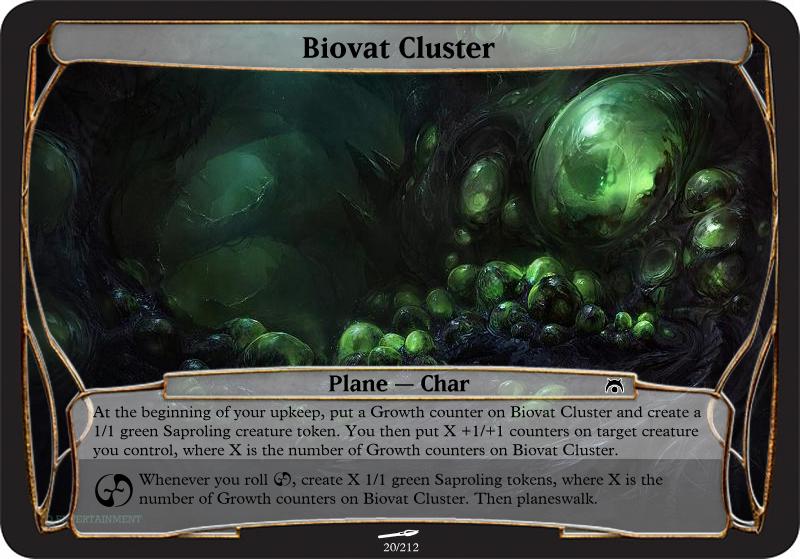 Biovat Cluster
Plane — Char
At the beginning of your upkeep, put a Growth counter on Biovat Cluster and create a
1/1 green Saproling creature token. You then put X +1/+1 counters on target creature
you control, where X is the number of Growth counters on Biovat Cluster.
Whenever you roll , create X 1/1 green Saproling tokens, where X is the
number of Growth counters on Biovat Cluster. Then planeswalk.
ENTERTAINMENT
20/212